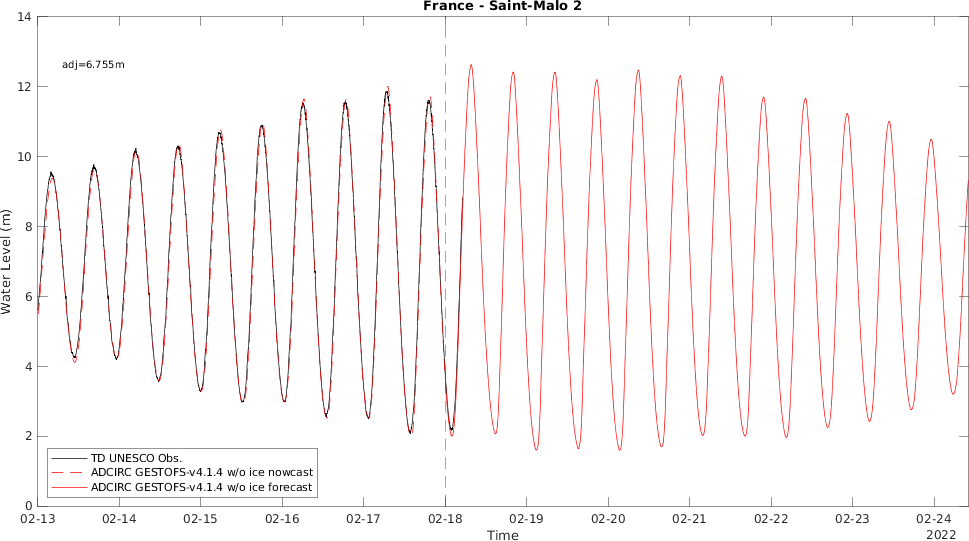 France - Saint-Malo 2
14
12
10
8
6
4
2
0
adj=6.755m
Water Level (m)
TD UNESCO Obs.
ADCIRC GESTOFS-v4.1.4 w/o ice nowcast
ADCIRC GESTOFS-v4.1.4 w/o ice forecast
02-13 02-14 02-15 02-16 02-17 02-18 02-19 02-20 02-21 02-22 02-23 02-24
Time
2022